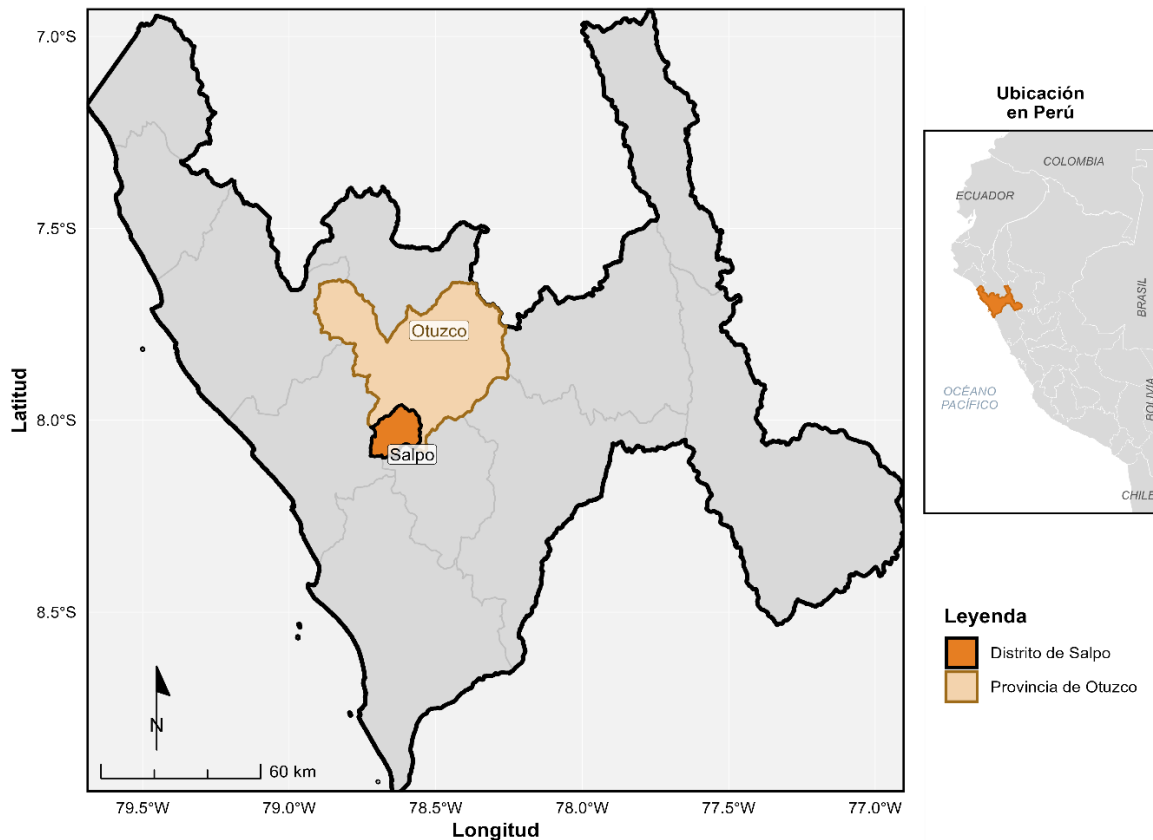 7.0°S
7.5°S
8.0°S
8.5°S
Latitud
Otuzco
Salpo
N
60 km
79.5°W
79.0°W
78.5°W
78.0°W
77.5°W
77.0°W
Longitud
Ubicación
en Perú
COLOMBIA
ECUADOR
BRASIL
OCÉANO
PACÍFICO
BOLIVIA
CHILE
Leyenda
Distrito de Salpo
Provincia de Otuzco